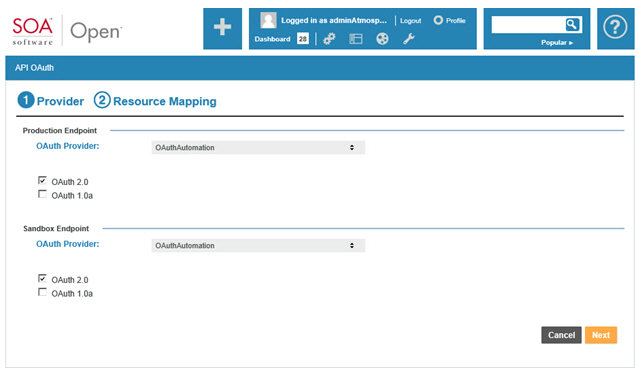 SOA software Open
Logged in as adminAtmosp... Logout Profile
Dashboard 28
Popular
API OAuth
1 Provider 2 Resource Mapping
Production Endpoint
OAuth Provider: OAuthAutomation
OAuth 2.0
OAuth 1.0a
Sandbox Endpoint
OAuth Provider: OAuthAutomation
OAuth 2.0
OAuth 1.0a
Cancel Next